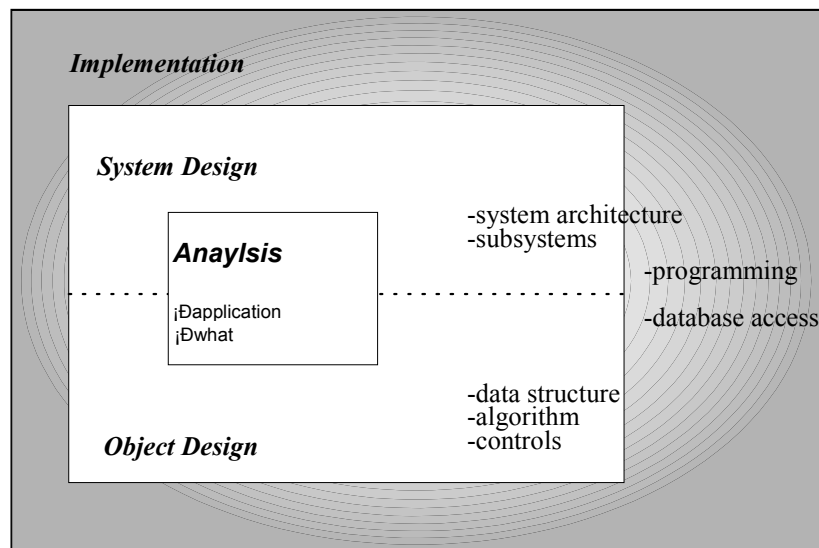 Implementation
System Design
-system architecture
-subsystems
Anaylsis
-programming
¡Ðapplication
¡Ðwhat
-database access
-data structure
-algorithm
-controls
Object Design